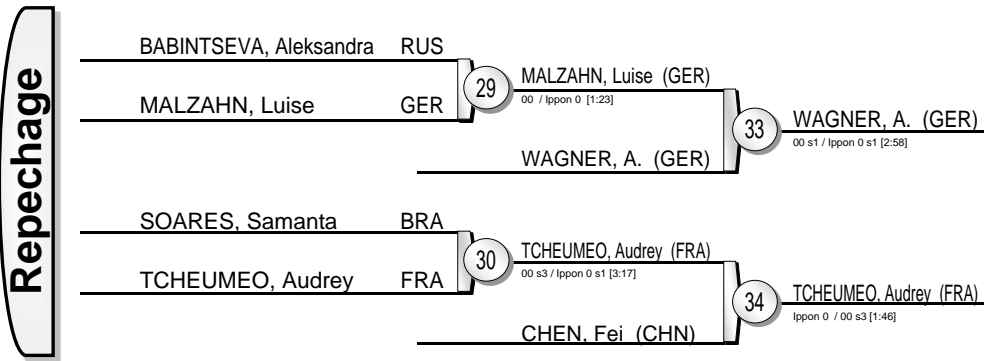 Repechage
BABINTSEVA, Aleksandra RUS
MALZAHN, Luise GER
29
MALZAHN, Luise (GER)
00 / Ippon 0 [1:23]
WAGNER, A. (GER)
33
WAGNER, A. (GER)
00 s1 / Ippon 0 s1 [2:58]
SOARES, Samanta BRA
TCHEUMEO, Audrey FRA
30
TCHEUMEO, Audrey (FRA)
00 s3 / Ippon 0 s1 [3:17]
CHEN, Fei (CHN)
34
TCHEUMEO, Audrey (FRA)
Ippon 0 / 00 s3 [1:46]